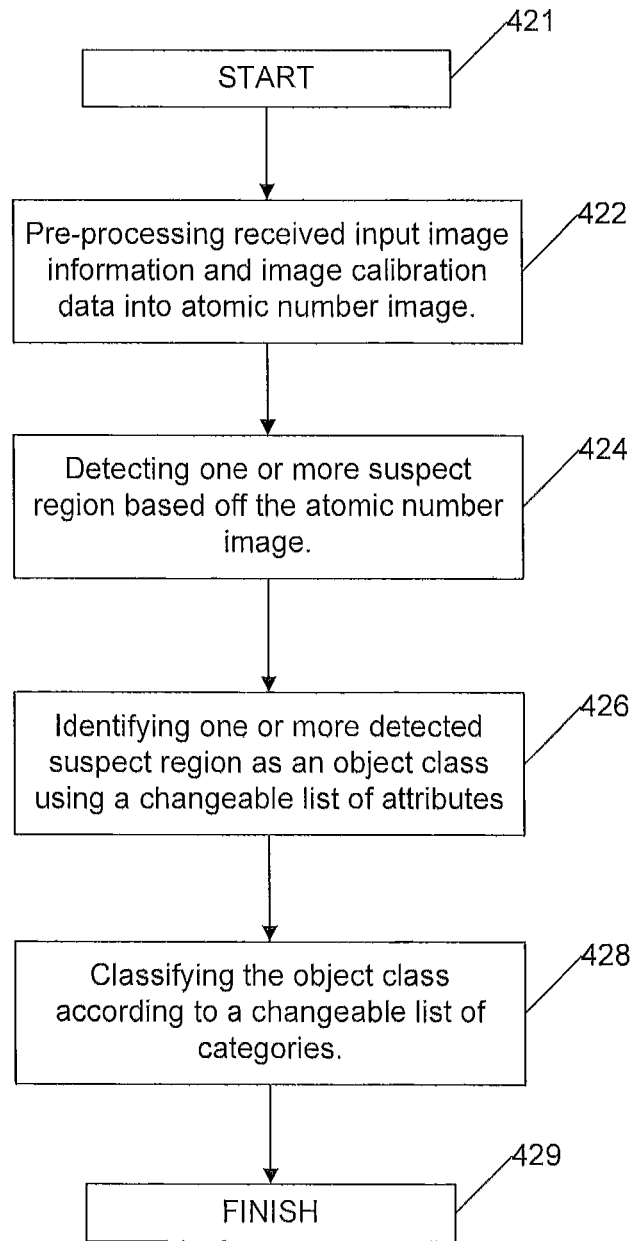 421
START
422
Pre-processing received input image
information and image calibration
data into atomic number image.
424
Detecting one or more suspect
region based off the atomic number
image.
426
Identifying one or more detected
suspect region as an object class
using a changeable list of attributes
428
Classifying the object class
according to a changeable list of
categories.
429
FINISH